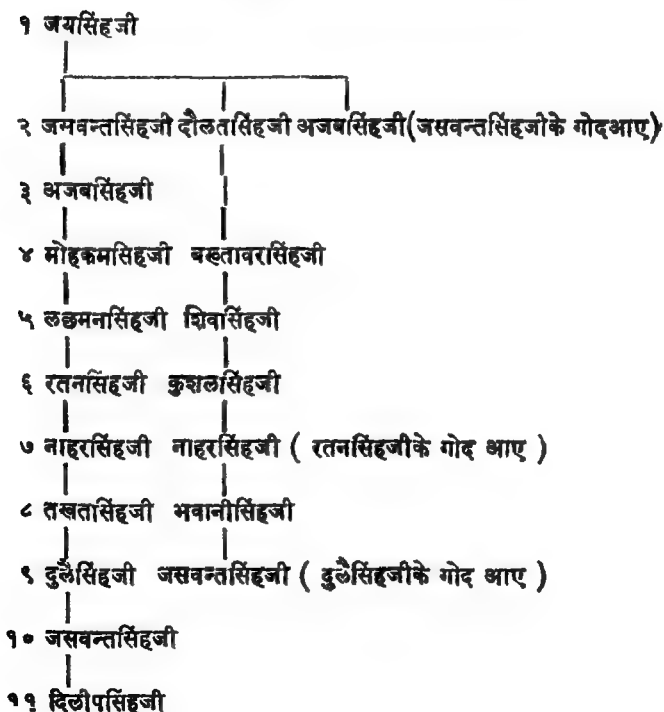 १ जयसिंहजी
२ जसवन्तसिंहजी दौलतसिंहजी अजबसिंहजी(जसवन्तसिंहजीके गोदआए)
३ अजबसिंहजी
४ मोहकमसिंहजी बख्तावरसिंहजी
५ लछमनसिंहजी शिवासिंहजी
६ रतनसिंहजी कुशलसिंहजी
७ नाहरसिंहजी नाहरसिंहजी ( रतनसिंहजीके गोद आए )
८ तखतासिंहजी भवानीसिंहजी
९ दुलैसिंहजी जसवन्तसिंहजी ( दुलैसिंहजीके गोद आए )
१० जसवन्तसिंहजी
११ दिलीपसिंहजी